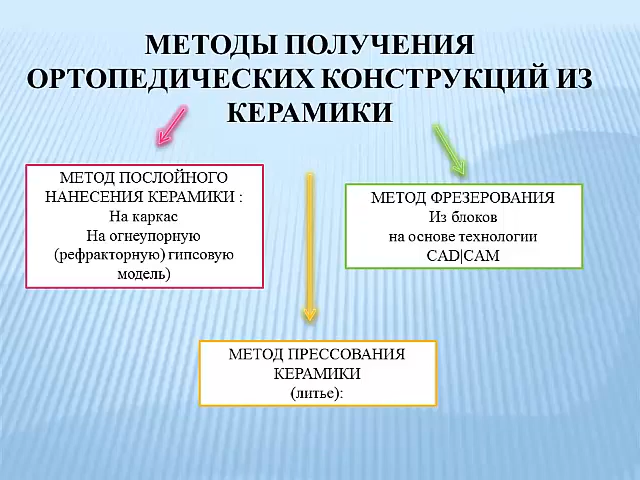 МЕТОДЫ ПОЛУЧЕНИЯ
ОРТОПЕДИЧЕСКИХ КОНСТРУКЦИЙ ИЗ
КЕРАМИКИ
МЕТОД ПОСЛОЙНОГО
НАНЕСЕНИЯ КЕРАМИКИ :
На каркас
На огнеупорную
(рефракторную) гипсовую
модель)
МЕТОД ФРЕЗЕРОВАНИЯ
Из блоков
на основе технологии
CAD|CAM
МЕТОД ПРЕССОВАНИЯ
КЕРАМИКИ
(литье):